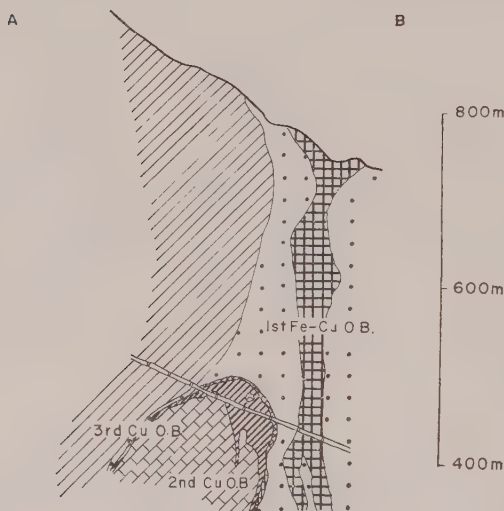 A
B
800m
600m
1st Fe-Cu O.B.
3rd Cu O.B
2nd Cu O.B
400m